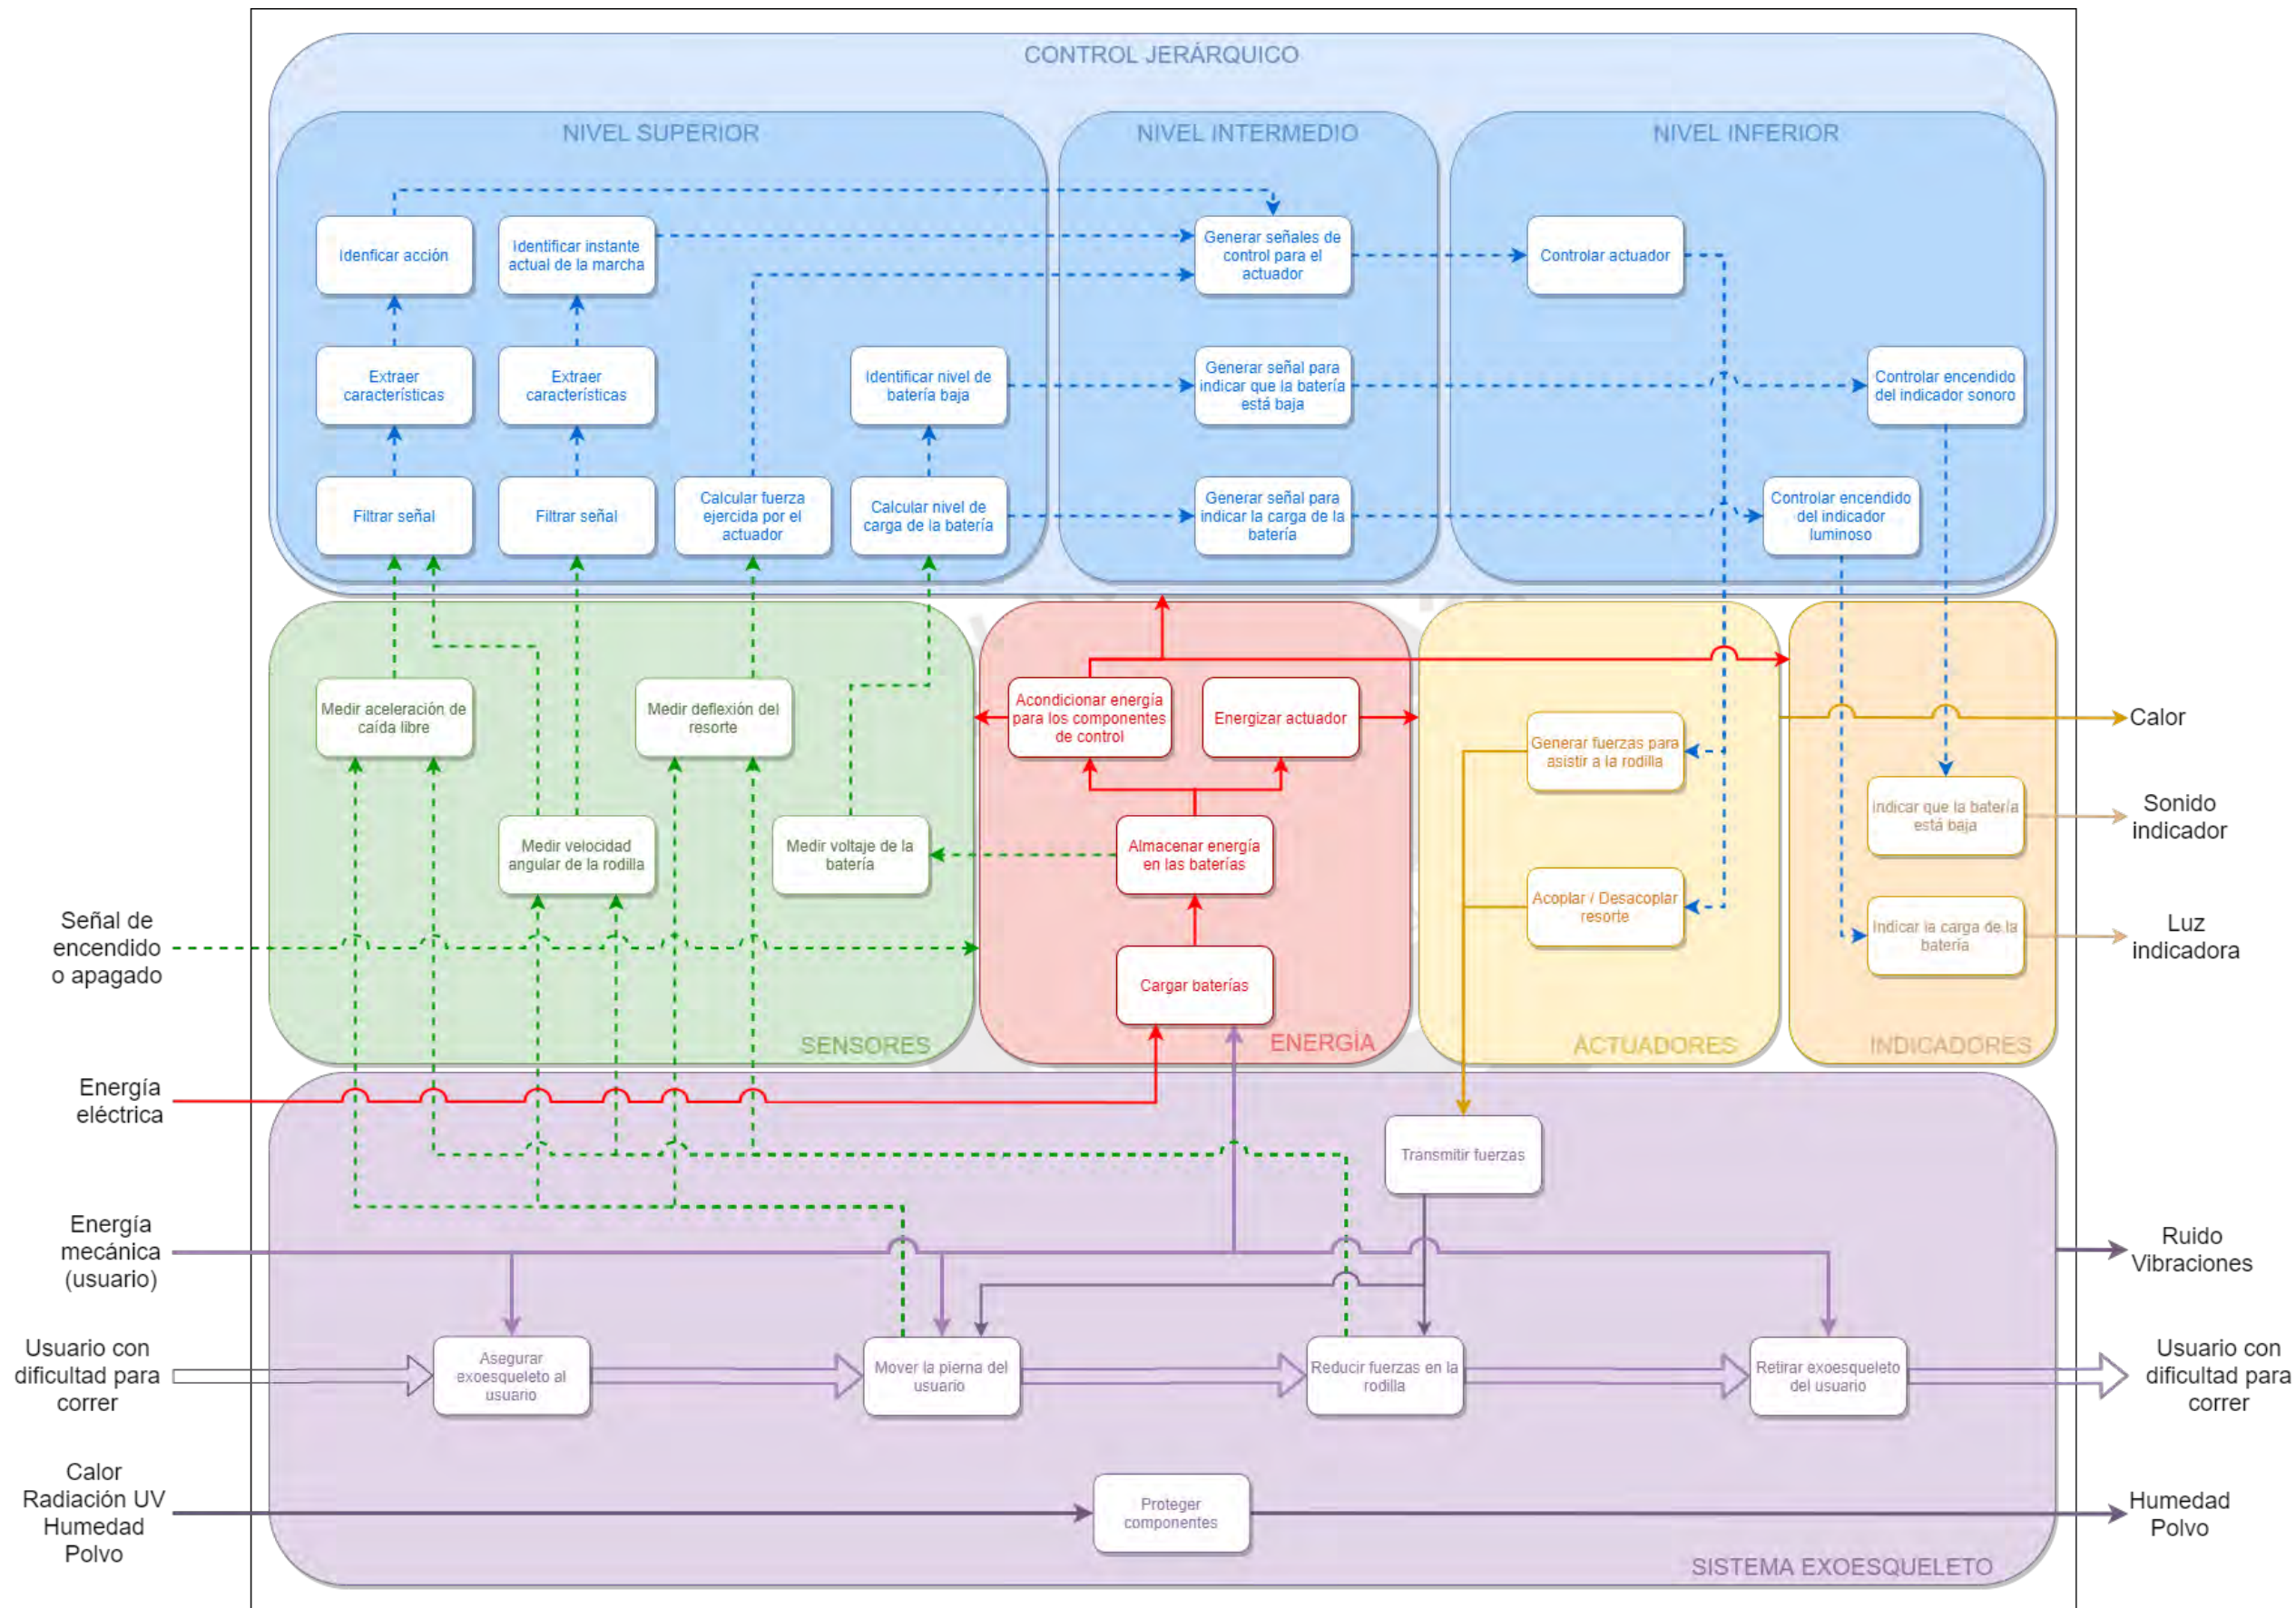 CONTROL JERÁRQUICO
NIVEL SUPERIOR
NIVEL INTERMEDIO
NIVEL INFERIOR
Idenficar acción
Identificar instante
actual de la marcha
Generar señales de
control para el
actuador
Controlar actuador
Extraer
características
Extraer
características
Identificar nivel de
batería baja
Generar señal para
indicar que la batería
está baja
Controlar encendido
del indicador sonoro
Filtrar señal
Filtrar señal
Calcular fuerza
ejercida por el
actuador
Calcular nivel de
carga de la batería
Generar señal para
indicar la carga de la
batería
Controlar encendido
del indicador
luminoso
Medir aceleración de
caída libre
Medir deflexión del
resorte
Acondicionar energía
para los componentes
de control
Energizar actuador
Generar fuerzas para
asistir a la rodilla
Calor
Medir velocidad
angular de la rodilla
Medir voltaje de la
batería
Almacenar energía
en las baterías
Indicar que la batería
está baja
Sonido
indicador
Acoplar / Desacoplar
resorte
Indicar la carga de la
batería
Luz
indicadora
Señal de
encendido
o apagado
Cargar baterías
SENSORES
ENERGÍA
ACTUADORES
INDICADORES
Energía
eléctrica
Transmitir fuerzas
Energía
mecánica
(usuario)
Ruido
Vibraciones
Usuario con
dificultad para
correr
Asegurar
exoesqueleto al
usuario
Mover la pierna del
usuario
Reducir fuerzas en la
rodilla
Retirar exoesqueleto
del usuario
Usuario con
dificultad para
correr
Calor
Radiación UV
Humedad
Polvo
Proteger
componentes
Humedad
Polvo
SISTEMA EXOESQUELETO